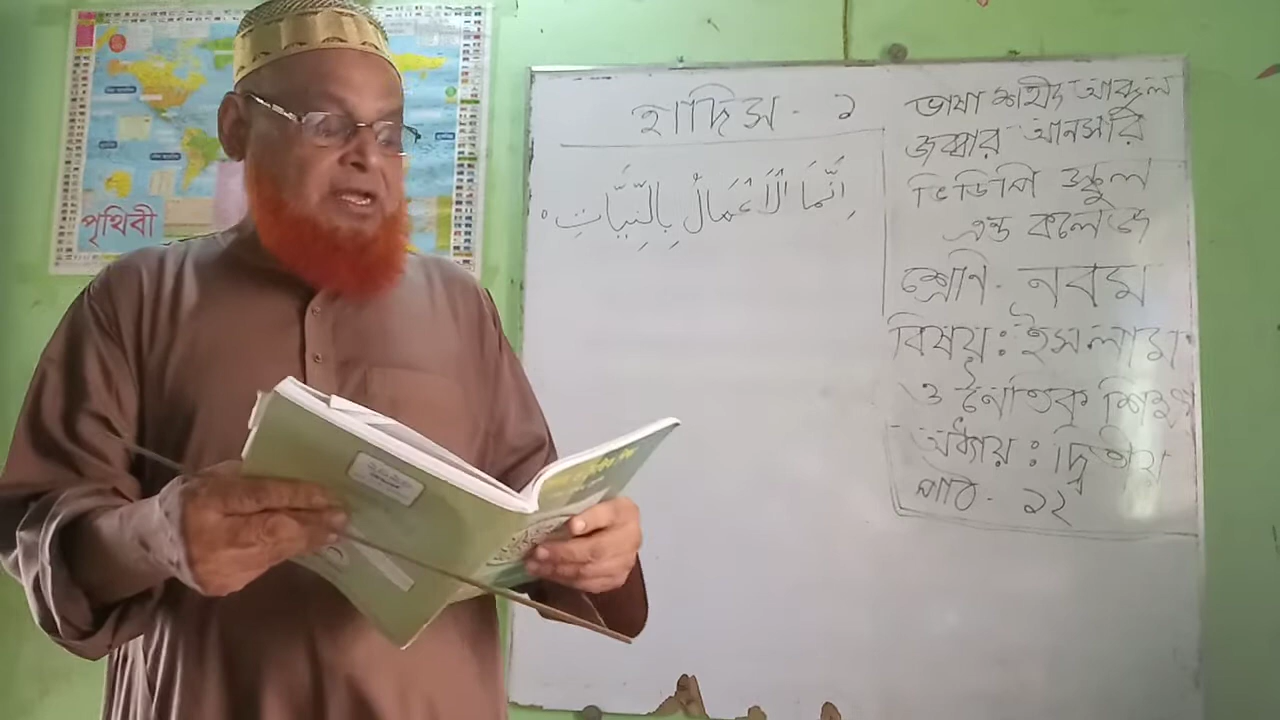 পৃথিবী
হাদিস - ১
اِنَّمَا الْاَعْمَالُ بِالنِّيَّاتِ
ভাষা শহীদ আব্দুল
জব্বার আনসার
ভিডিপি স্কুল
এন্ড কলেজ
শ্রেণি - নবম
বিষয় : ইসলাম
ও নৈতিক শিক্ষা
অধ্যায় : দ্বিতীয়
পাঠ - ১২